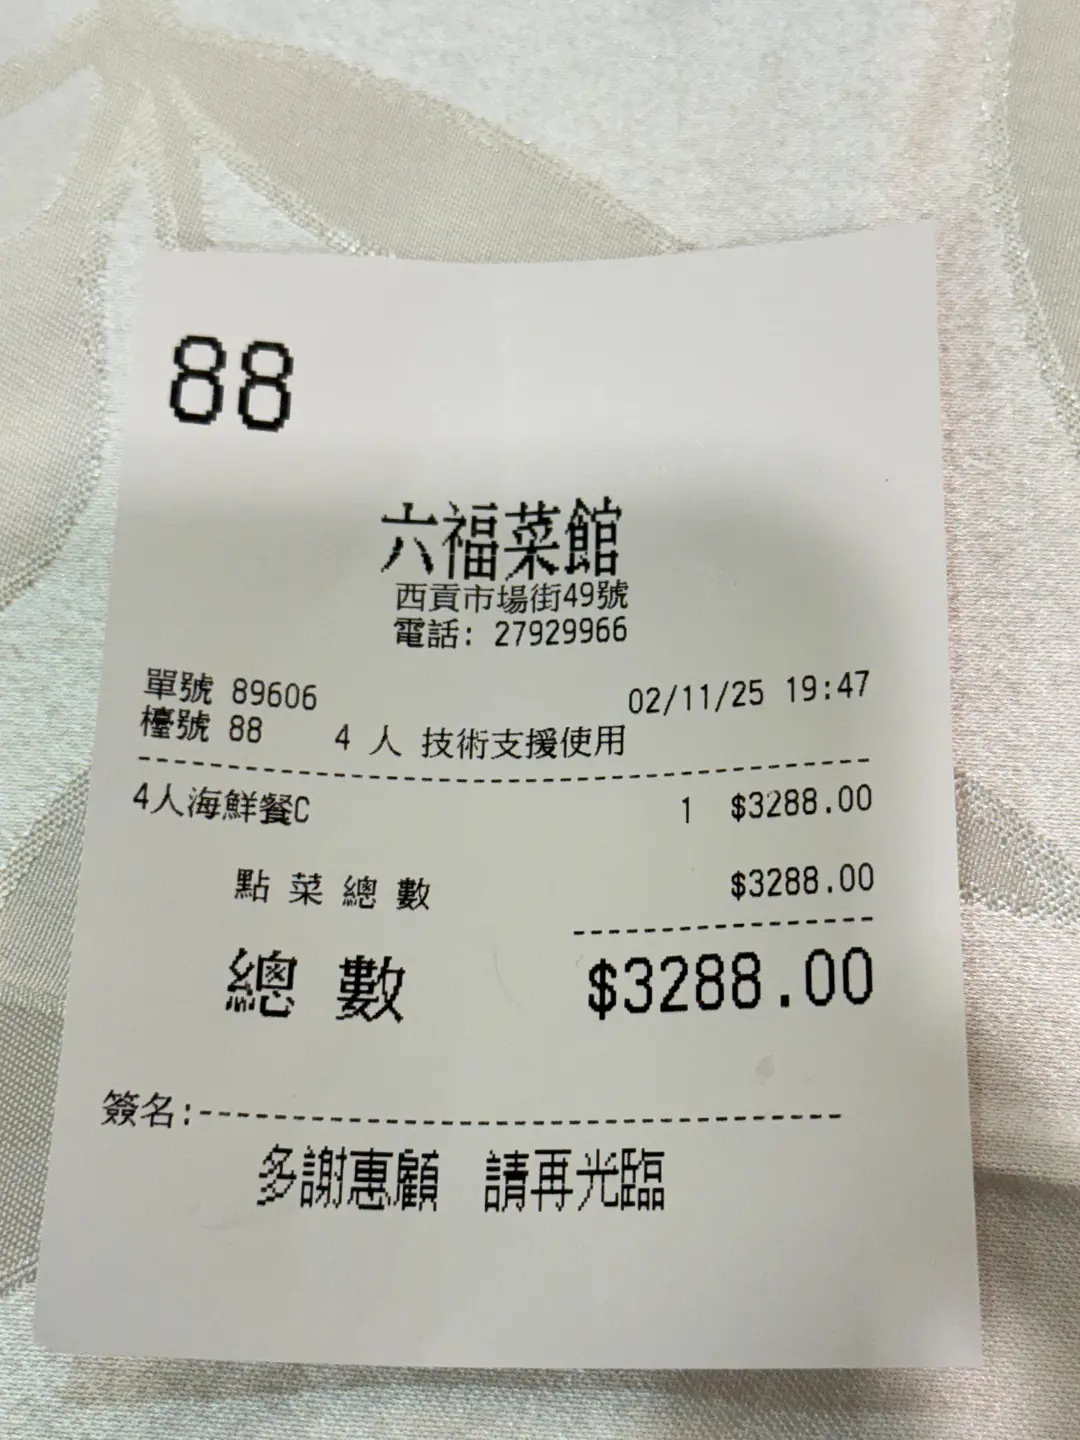 88
六福菜館
西貢市場街49號
電話: 27929966
單號 89606 02/11/25 19:47
檯號 88 4 人 技術支援使用
4人海鮮餐C 1 $3288.00
點 菜 總 數 $3288.00
總 數 $3288.00
簽名:
多謝惠顧 請再光臨